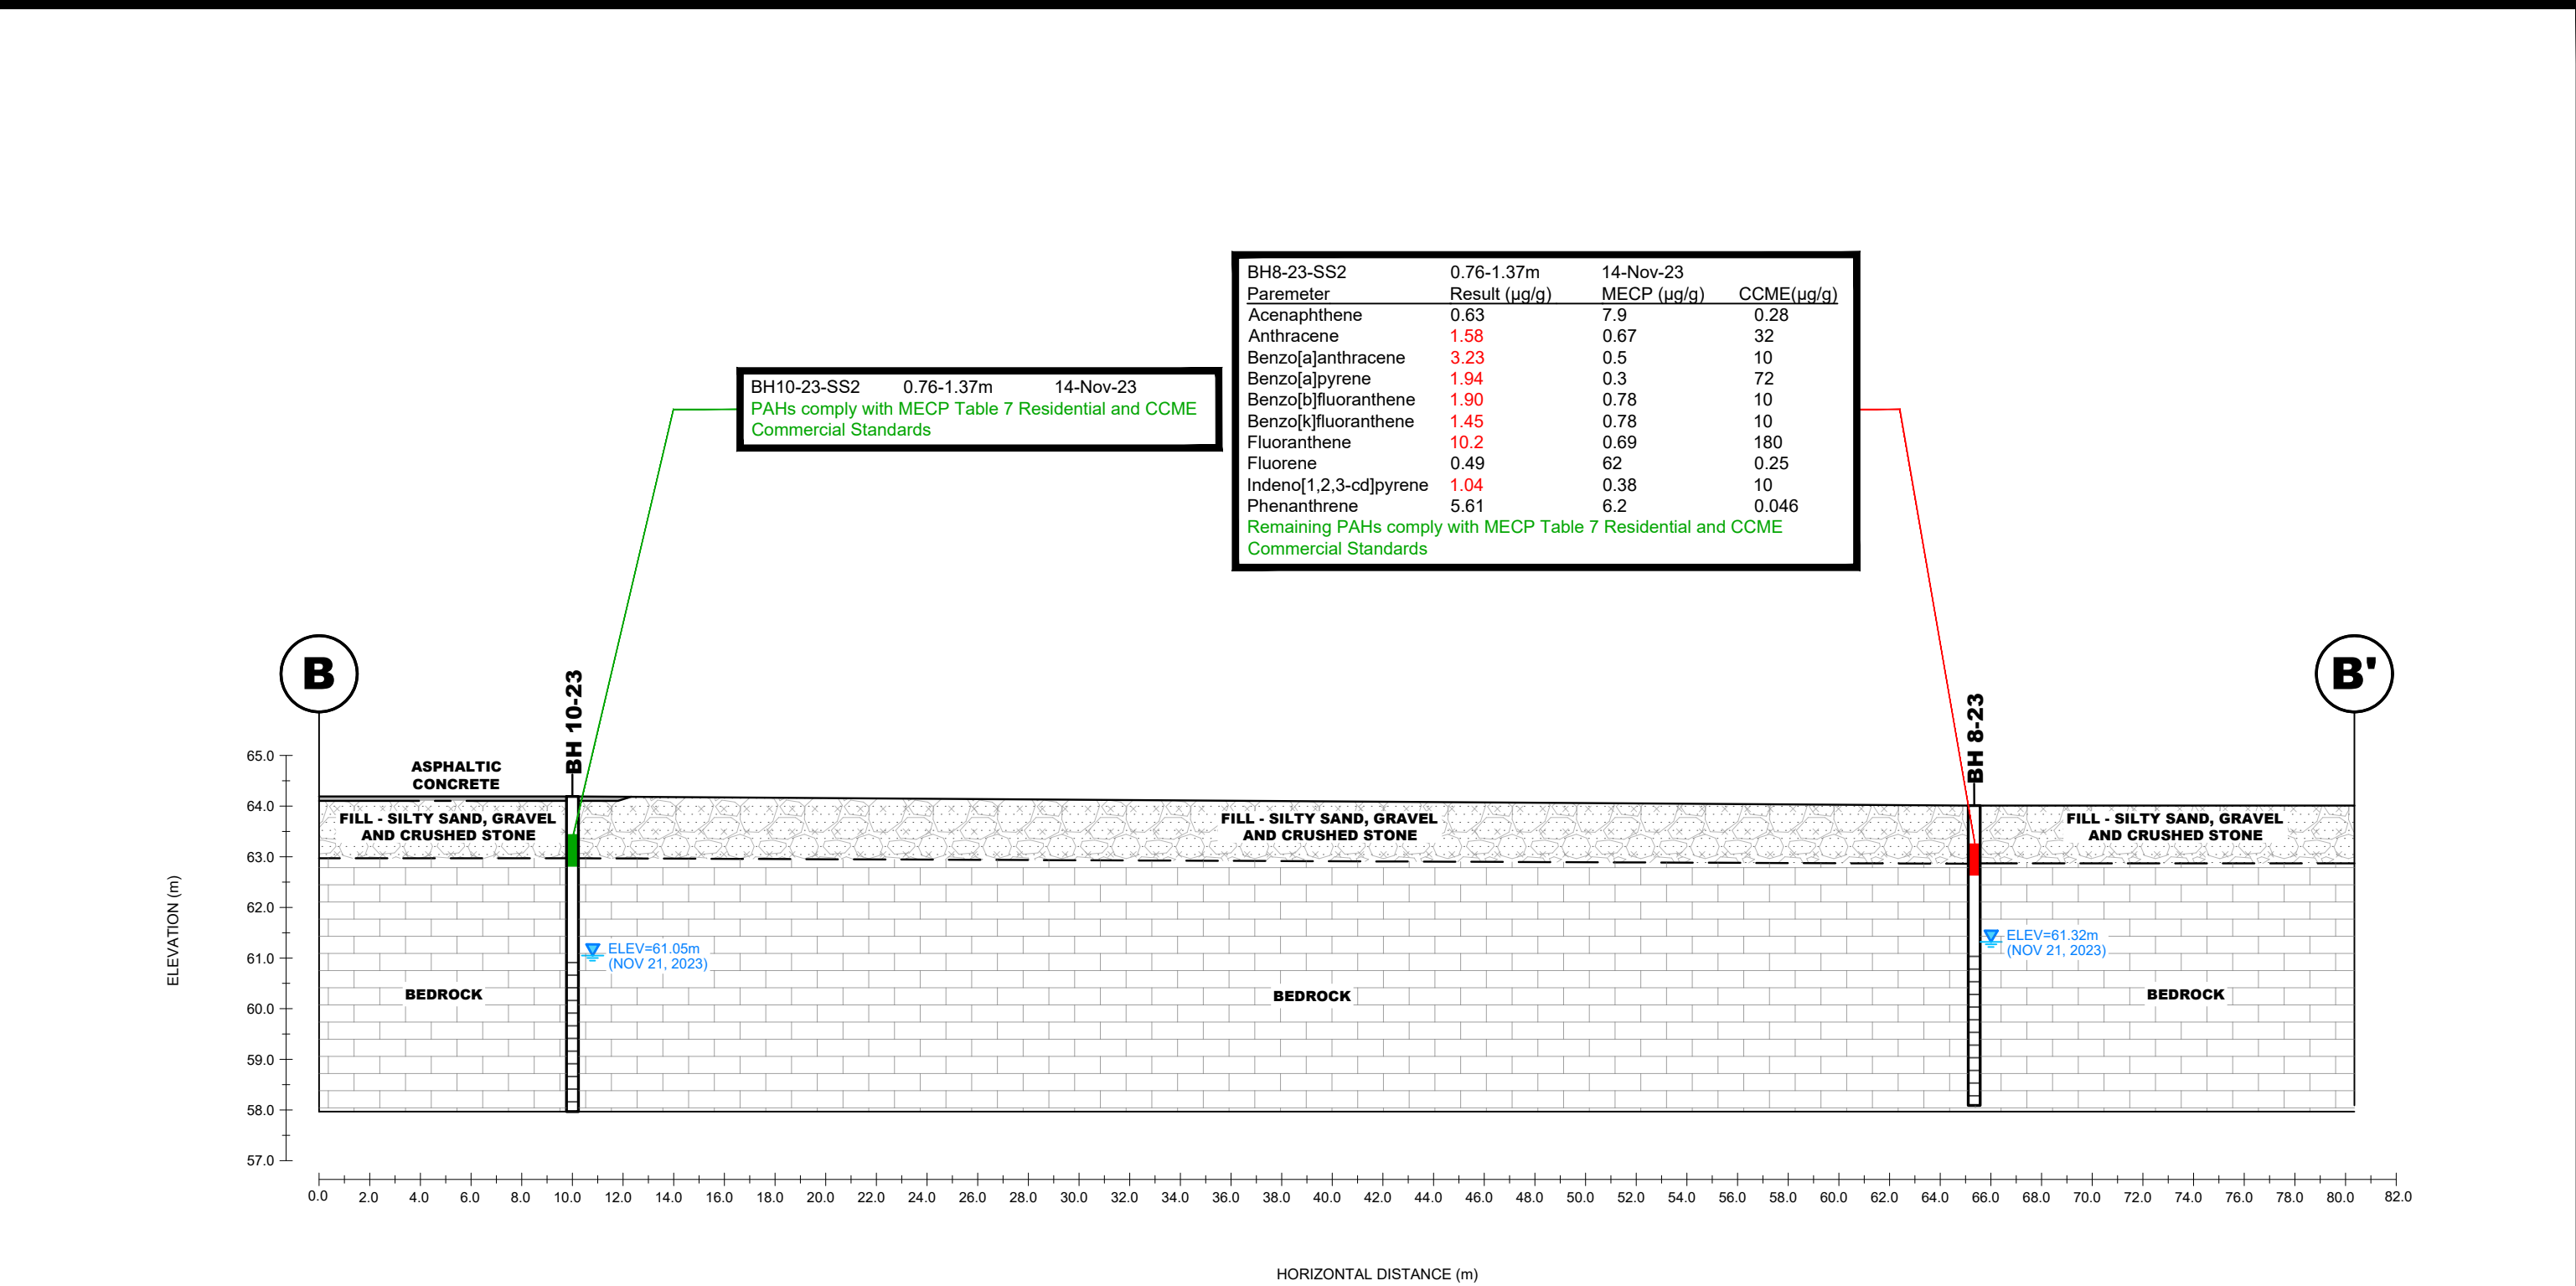 BH8-23-SS2 0.76-1.37m 14-Nov-23
Paremeter Result (µg/g) MECP (µg/g) CCME(µg/g)
Acenaphthene 0.63 7.9 0.28
Anthracene 1.58 0.67 32
Benzo[a]anthracene 3.23 0.5 10
Benzo[a]pyrene 1.94 0.3 72
Benzo[b]fluoranthene 1.90 0.78 10
Benzo[k]fluoranthene 1.45 0.78 10
Fluoranthene 10.2 0.69 180
Fluorene 0.49 62 0.25
Indeno[1,2,3-cd]pyrene 1.04 0.38 10
Phenanthrene 5.61 6.2 0.046
Remaining PAHs comply with MECP Table 7 Residential and CCME
Commercial Standards
BH10-23-SS2 0.76-1.37m 14-Nov-23
PAHs comply with MECP Table 7 Residential and CCME
Commercial Standards
B
B'
BH 10-23
BH 8-23
ASPHALTIC
CONCRETE
FILL - SILTY SAND, GRAVEL
AND CRUSHED STONE
FILL - SILTY SAND, GRAVEL
AND CRUSHED STONE
FILL - SILTY SAND, GRAVEL
AND CRUSHED STONE
ELEV=61.05m
(NOV 21, 2023)
ELEV=61.32m
(NOV 21, 2023)
BEDROCK
BEDROCK
BEDROCK
ELEVATION (m)
65.0
64.0
63.0
62.0
61.0
60.0
59.0
58.0
57.0
0.0 2.0 4.0 6.0 8.0 10.0 12.0 14.0 16.0 18.0 20.0 22.0 24.0 26.0 28.0 30.0 32.0 34.0 36.0 38.0 40.0 42.0 44.0 46.0 48.0 50.0 52.0 54.0 56.0 58.0 60.0 62.0 64.0 66.0 68.0 70.0 72.0 74.0 76.0 78.0 80.0 82.0
HORIZONTAL DISTANCE (m)